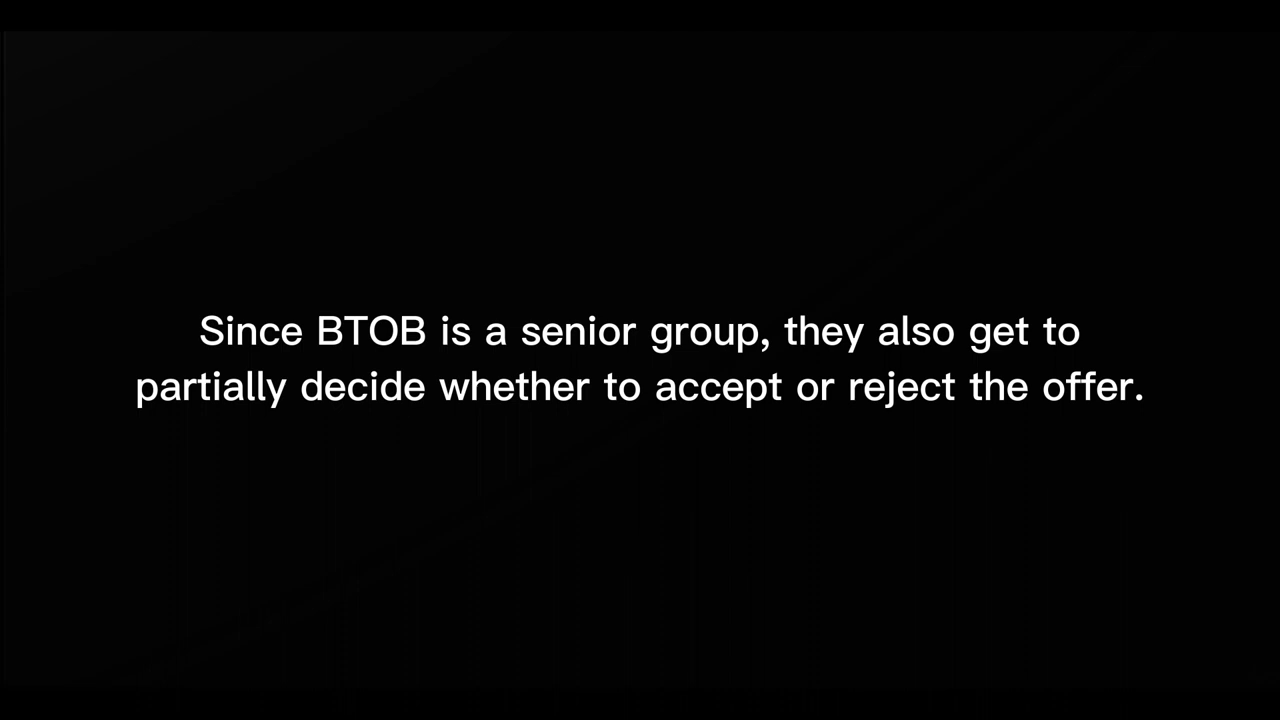 Since BTOB is a senior group, they also get to
partially decide whether to accept or reject the offer.